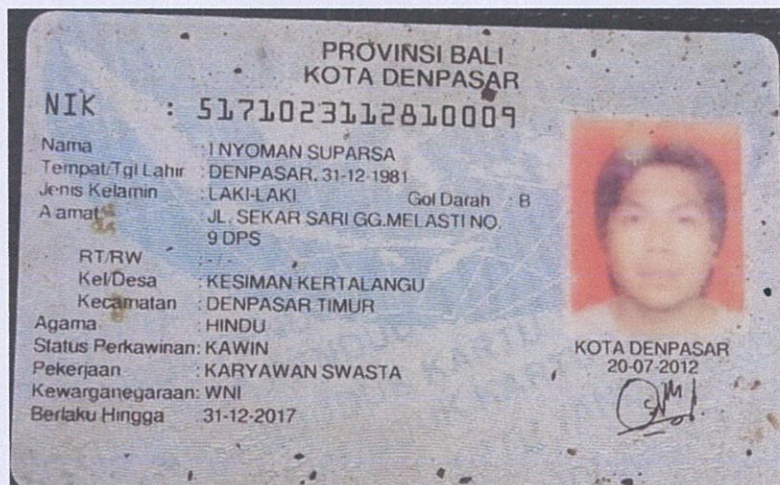 PROVINSI BALI
KOTA DENPASAR
NIK : 5171023112810009
Nama : I NYOMAN SUPARSA
Tempat/Tgl Lahir : DENPASAR, 31-12-1981
Jenis Kelamin : LAKI-LAKI Gol Darah : B
Alamat : JL. SEKAR SARI GG.MELASTI NO.
9 DPS
RT/RW : -/-
Kel/Desa : KESIMAN KERTALANGU
Kecamatan : DENPASAR TIMUR
Agama : HINDU
Status Perkawinan: KAWIN
Pekerjaan : KARYAWAN SWASTA
Kewarganegaraan: WNI
Berlaku Hingga : 31-12-2017
KOTA DENPASAR
20-07-2012